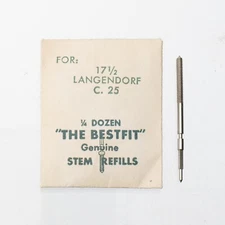 FOR:
17½
LANGENDORF
C. 25
¼ DOZEN
"THE BESTFIT"
Genuine
STEM REFILLS